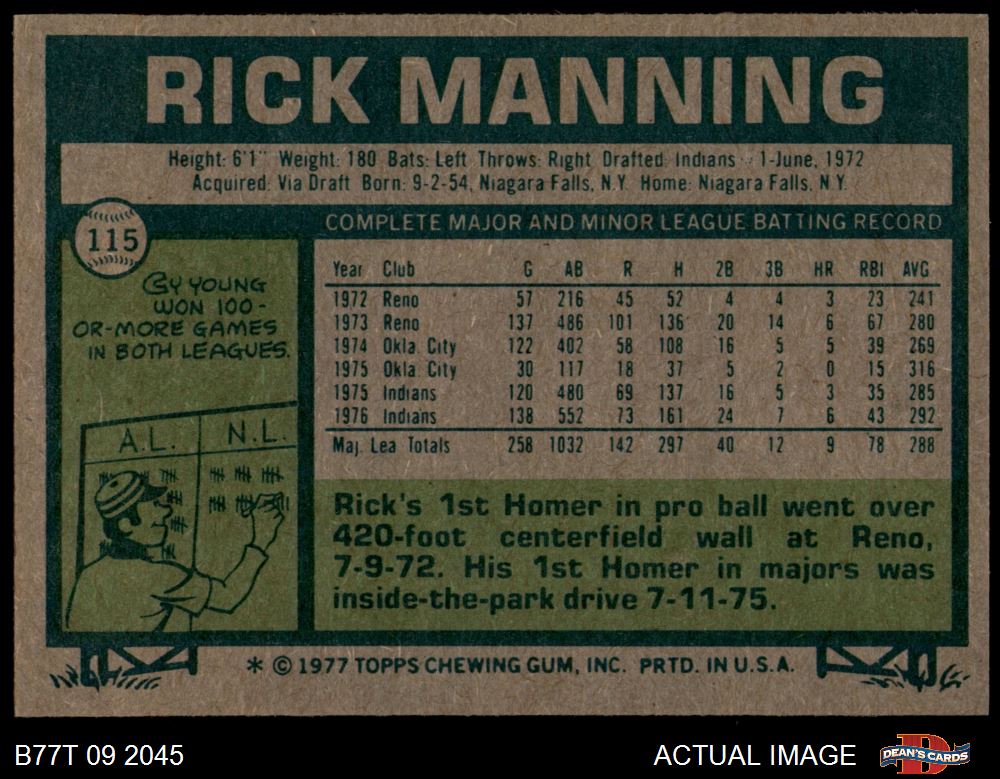 RICK MANNING
Height: 6'1" Weight: 180 Bats: Left Throws: Right Drafted: Indians 1-June, 1972
Acquired: Via Draft Born: 9-2-54, Niagara Falls, N.Y. Home: Niagara Falls, N.Y.
115
COMPLETE MAJOR AND MINOR LEAGUE BATTING RECORD
CY YOUNG
WON 100-
OR-MORE GAMES
IN BOTH LEAGUES.
A.L. N.L.
Year Club G AB R H 2B 3B HR RBI AVG
1972 Reno 57 216 45 52 4 4 3 23 241
1973 Reno 137 486 101 136 20 14 6 67 280
1974 Okla. City 122 402 58 108 16 5 5 39 269
1975 Okla. City 30 117 18 37 5 2 0 15 316
1975 Indians 120 480 69 137 16 5 3 35 285
1976 Indians 138 552 73 161 24 7 6 43 292
Maj. Lea Totals 258 1032 142 297 40 12 9 78 288
Rick's 1st Homer in pro ball went over
420-foot centerfield wall at Reno,
7-9-72. His 1st Homer in majors was
inside-the-park drive 7-11-75.
* © 1977 TOPPS CHEWING GUM, INC. PRTD. IN U.S.A.
B77T 09 2045
ACTUAL IMAGE
DEAN'S CARDS